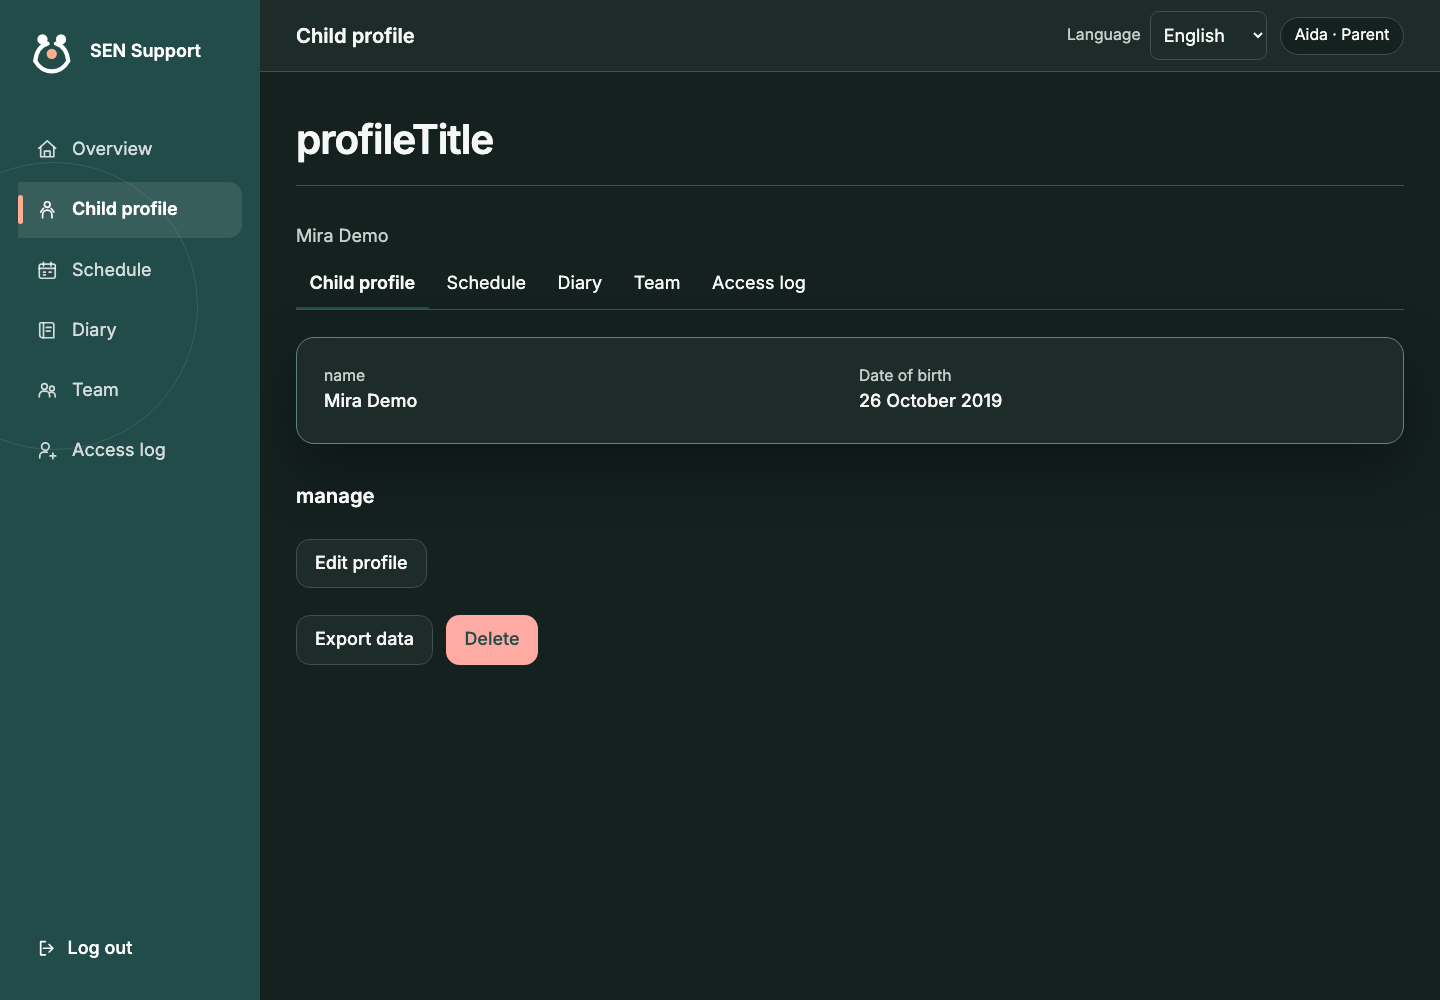 SEN Support
Overview
Child profile
Schedule
Diary
Team
Access log
Log out
Child profile
Language
English
Aida · Parent
profileTitle
Mira Demo
Child profile Schedule Diary Team Access log
name
Mira Demo
Date of birth
26 October 2019
manage
Edit profile
Export data
Delete